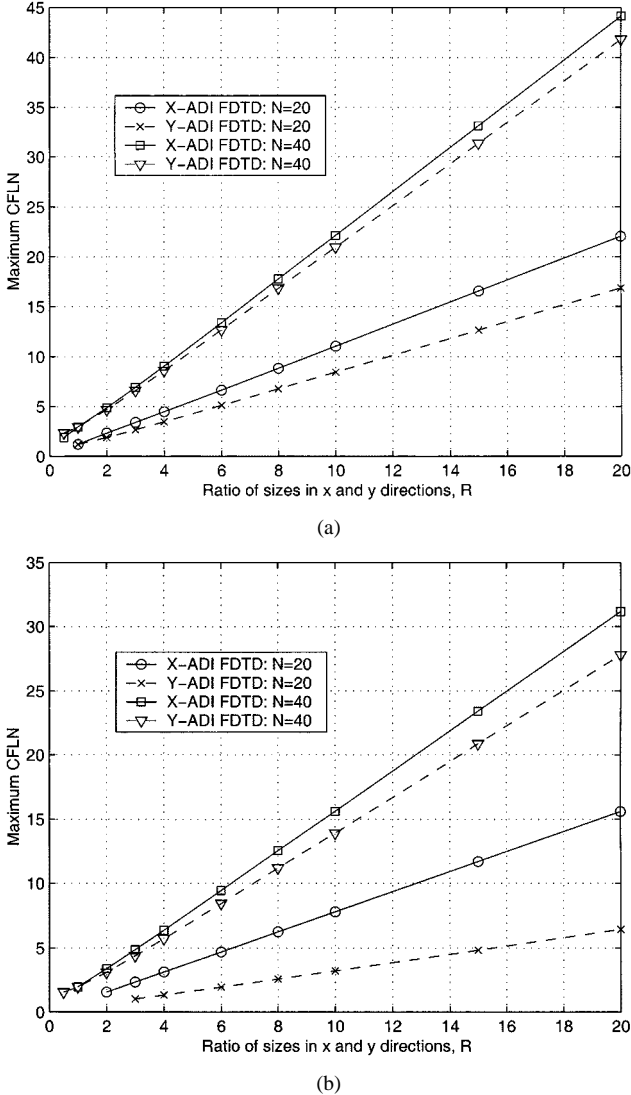 45
40
35
30
25
20
15
10
5
0
Maximum CFLN
X-ADI FDTD: N=20
Y-ADI FDTD: N=20
X-ADI FDTD: N=40
Y-ADI FDTD: N=40
0 2 4 6 8 10 12 14 16 18 20
Ratio of sizes in x and y directions, R
(a)
35
30
25
20
15
10
5
0
Maximum CFLN
X-ADI FDTD: N=20
Y-ADI FDTD: N=20
X-ADI FDTD: N=40
Y-ADI FDTD: N=40
0 2 4 6 8 10 12 14 16 18 20
Ratio of sizes in x and y directions, R
(b)